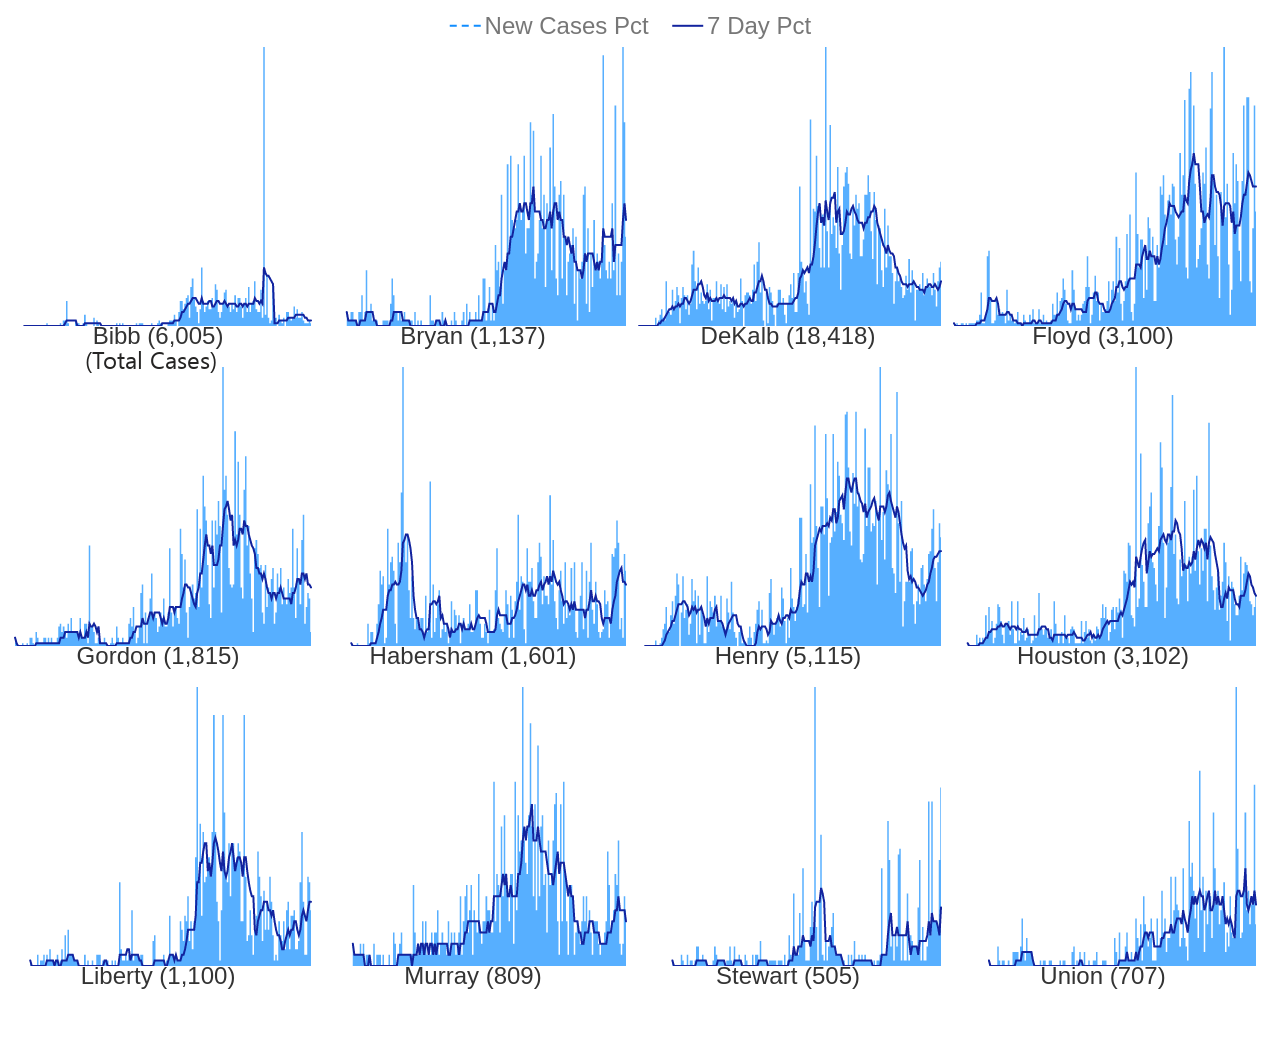 New Cases Pct 7 Day Pct
Bibb (6,005) Bryan (1,137) DeKalb (18,418) Floyd (3,100)
(Total Cases)
Gordon (1,815) Habersham (1,601) Henry (5,115) Houston (3,102)
Liberty (1,100) Murray (809) Stewart (505) Union (707)